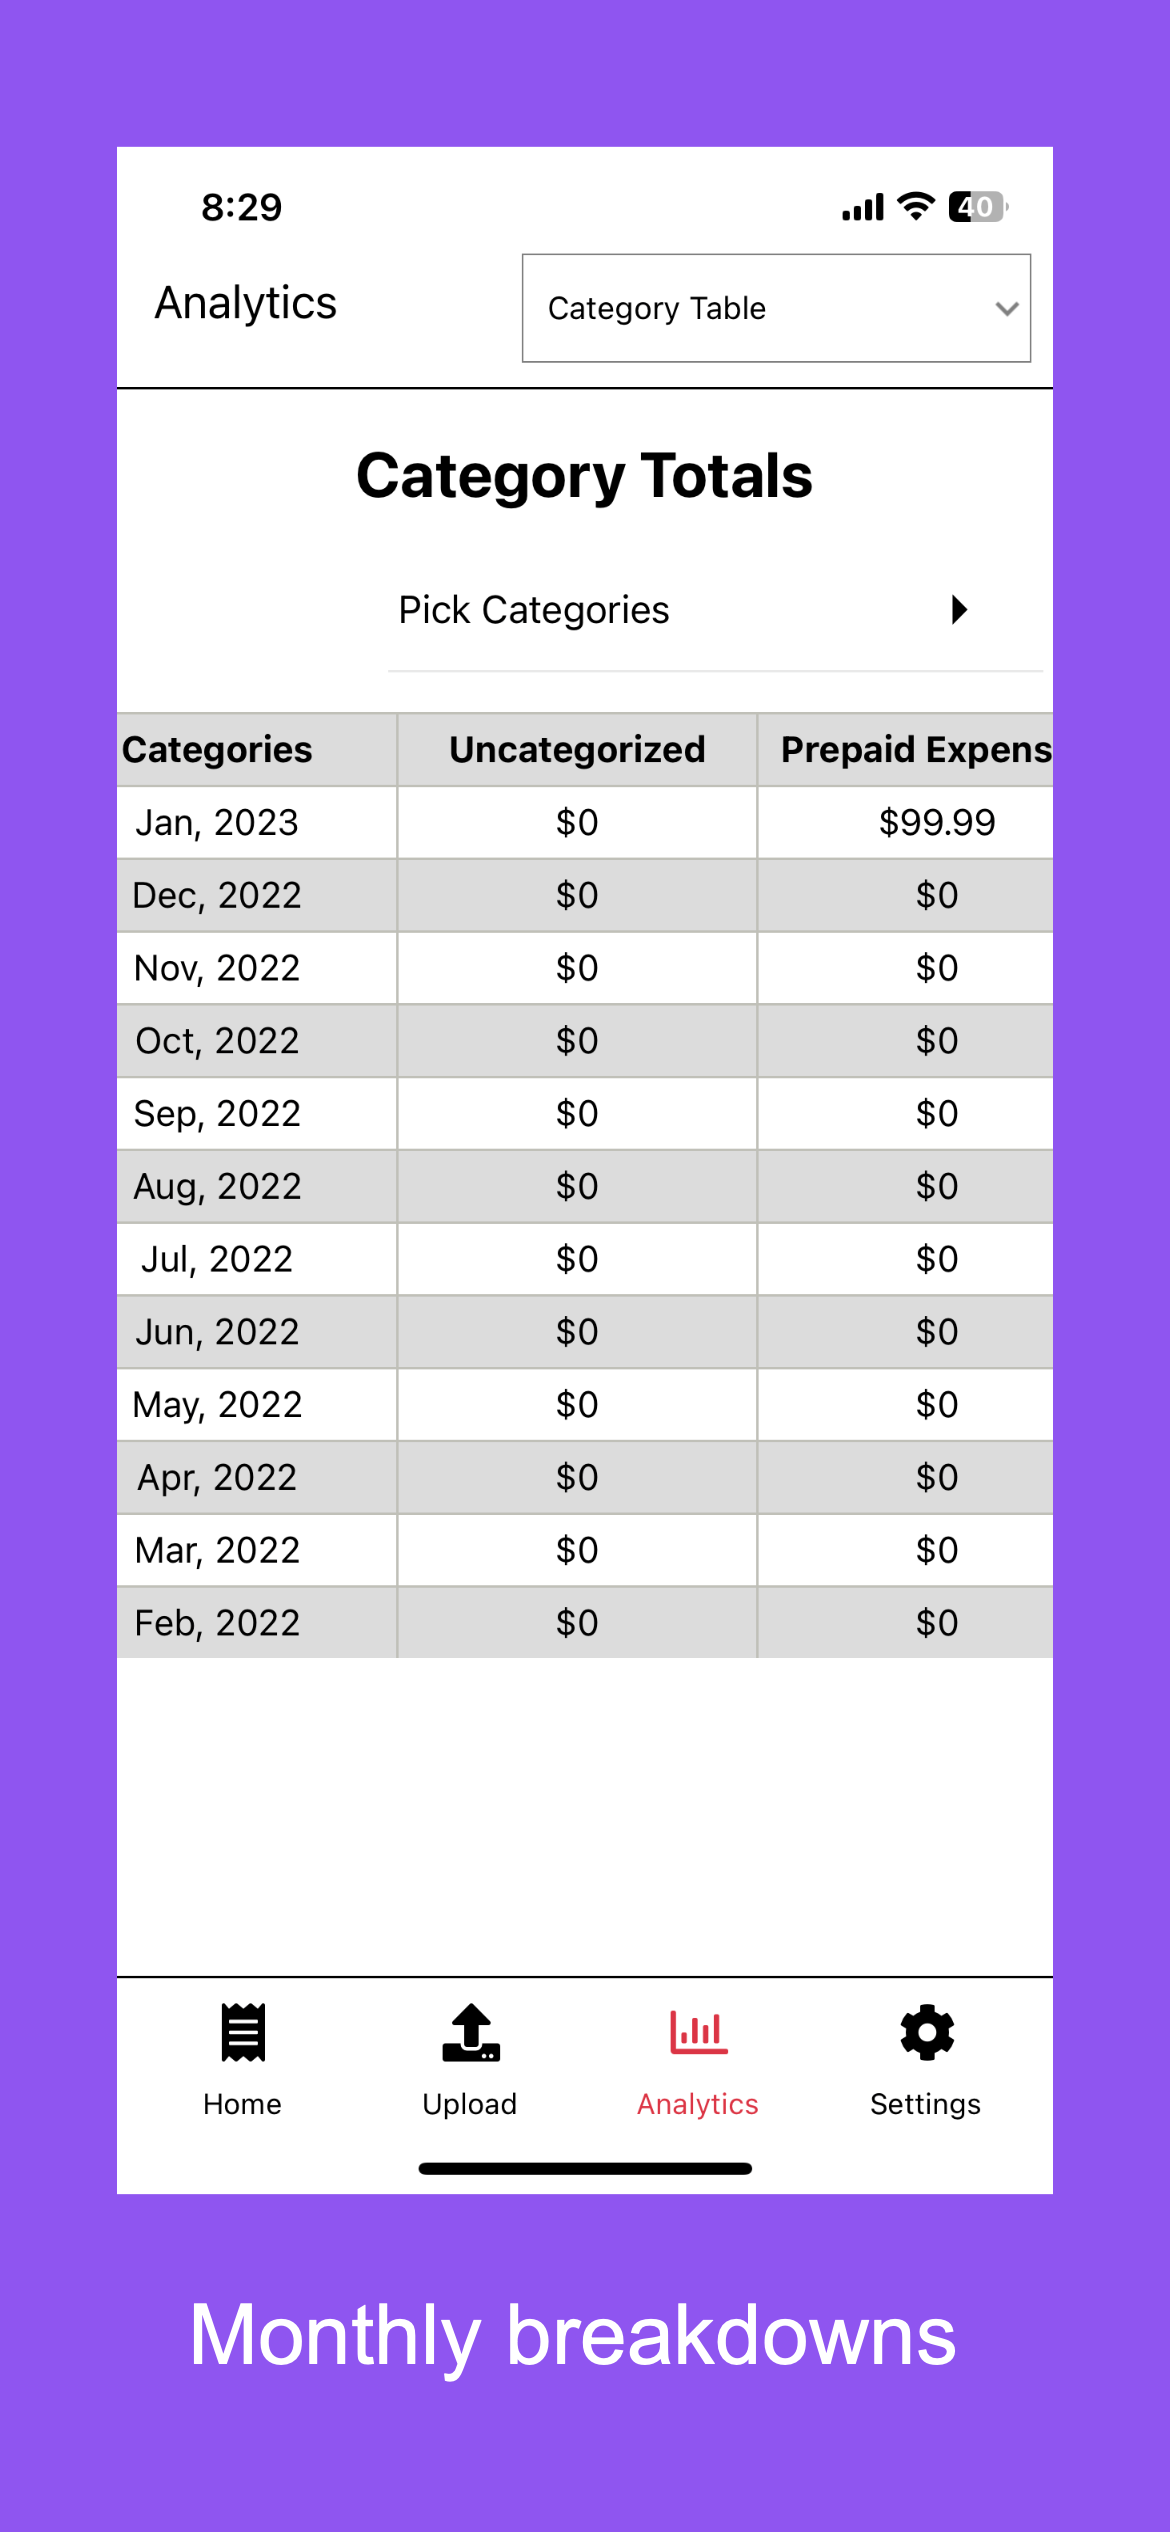 8:29
40
Analytics
Category Table
Category Totals
Pick Categories
Categories Uncategorized Prepaid Expens
Jan, 2023 $0 $99.99
Dec, 2022 $0 $0
Nov, 2022 $0 $0
Oct, 2022 $0 $0
Sep, 2022 $0 $0
Aug, 2022 $0 $0
Jul, 2022 $0 $0
Jun, 2022 $0 $0
May, 2022 $0 $0
Apr, 2022 $0 $0
Mar, 2022 $0 $0
Feb, 2022 $0 $0
Home Upload Analytics Settings
Monthly breakdowns